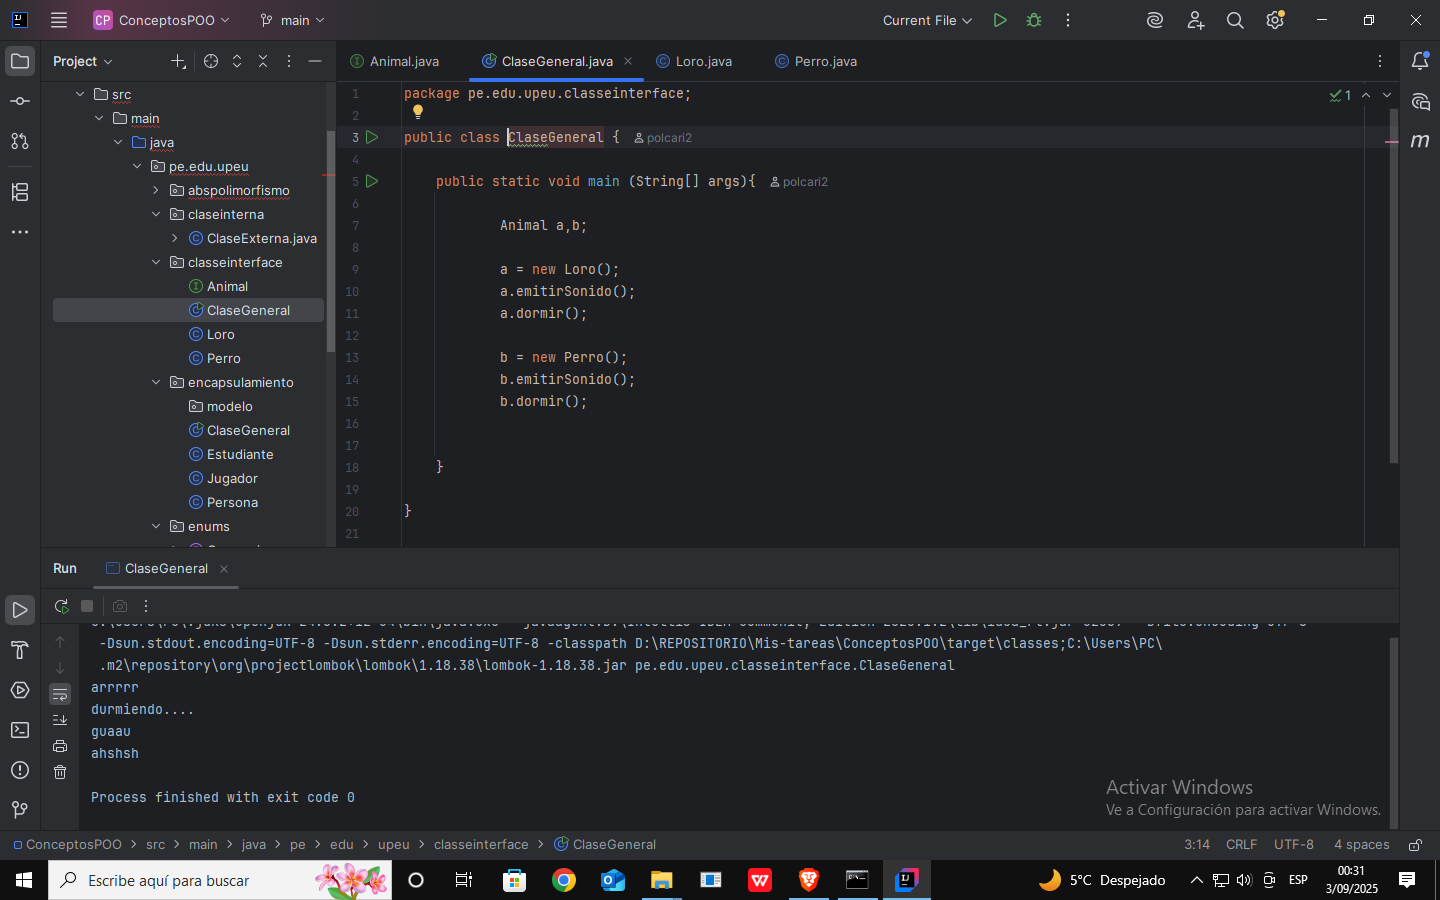 CP ConceptosPOO
main
Current File
Project
Animal.java
ClaseGeneral.java
Loro.java
Perro.java
src
main
java
pe.edu.upeu
abspolimorfismo
claseinterna
ClaseExterna.java
classeinterface
Animal
ClaseGeneral
Loro
Perro
encapsulamiento
modelo
ClaseGeneral
Estudiante
Jugador
Persona
enums
1
1 package pe.edu.upeu.classeinterface;
2
3 public class ClaseGeneral { polcari2
4
5 public static void main (String[] args){ polcari2
6
7 Animal a,b;
8
9 a = new Loro();
10 a.emitirSonido();
11 a.dormir();
12
13 b = new Perro();
14 b.emitirSonido();
15 b.dormir();
16
17
18 }
19
20 }
21
m
Run
ClaseGeneral
-Dsun.stdout.encoding=UTF-8 -Dsun.stderr.encoding=UTF-8 -classpath D:\REPOSITORIO\Mis-tareas\ConceptosPOO\target\classes;C:\Users\PC\
.m2\repository\org\projectlombok\lombok\1.18.38\lombok-1.18.38.jar pe.edu.upeu.classeinterface.ClaseGeneral
arrrrr
durmiendo....
guaau
ahshsh
Process finished with exit code 0
Activar Windows
Ve a Configuración para activar Windows.
ConceptosPOO > src > main > java > pe > edu > upeu > classeinterface > ClaseGeneral
3:14 CRLF UTF-8 4 spaces
Escribe aquí para buscar
5°C Despejado
ESP
00:31
3/09/2025